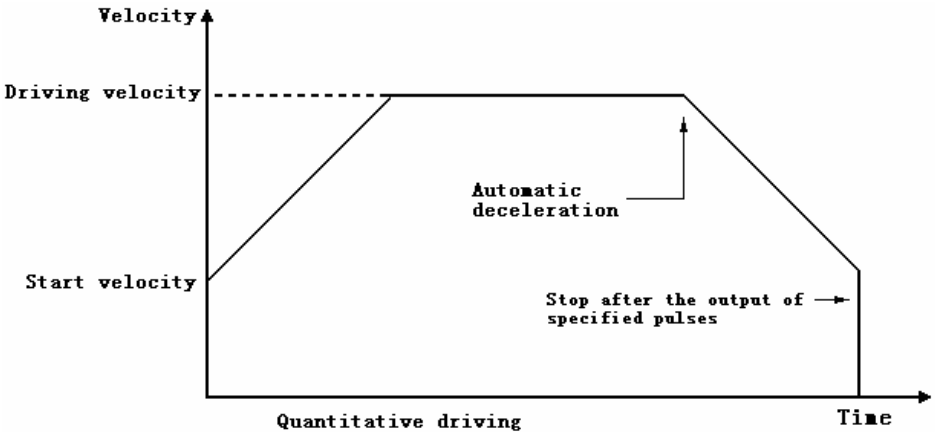 Velocity
Driving velocity
Automatic
deceleration
Start velocity
Stop after the output of
specified pulses
Time
Quantitative driving